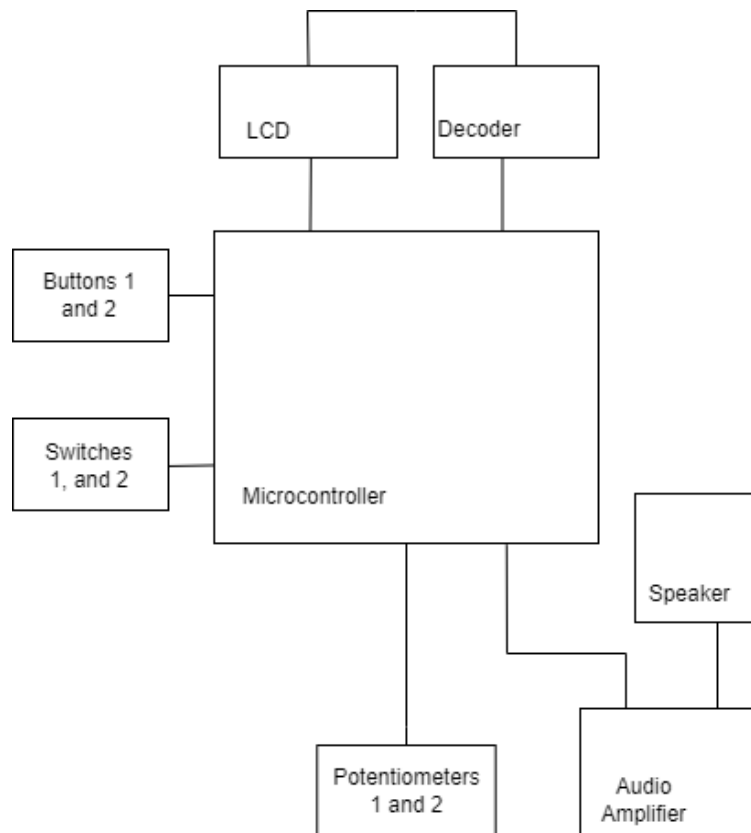 LCD
Decoder
Buttons 1
and 2
Switches
1, and 2
Microcontroller
Speaker
Potentiometers
1 and 2
Audio
Amplifier